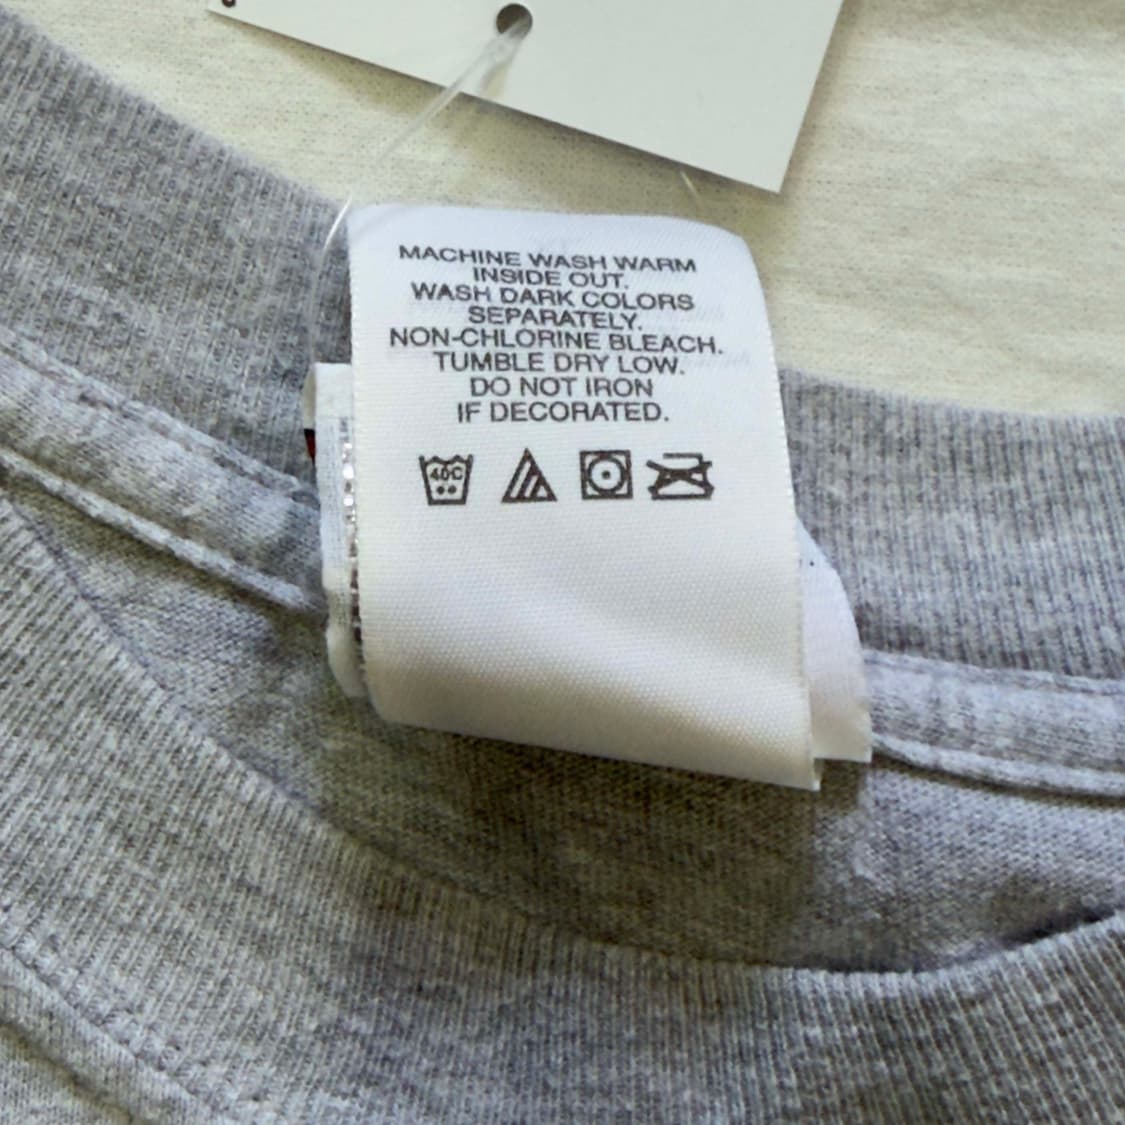 MACHINE WASH WARM
INSIDE OUT.
WASH DARK COLORS
SEPARATELY.
NON-CHLORINE BLEACH.
TUMBLE DRY LOW.
DO NOT IRON
IF DECORATED.
40C